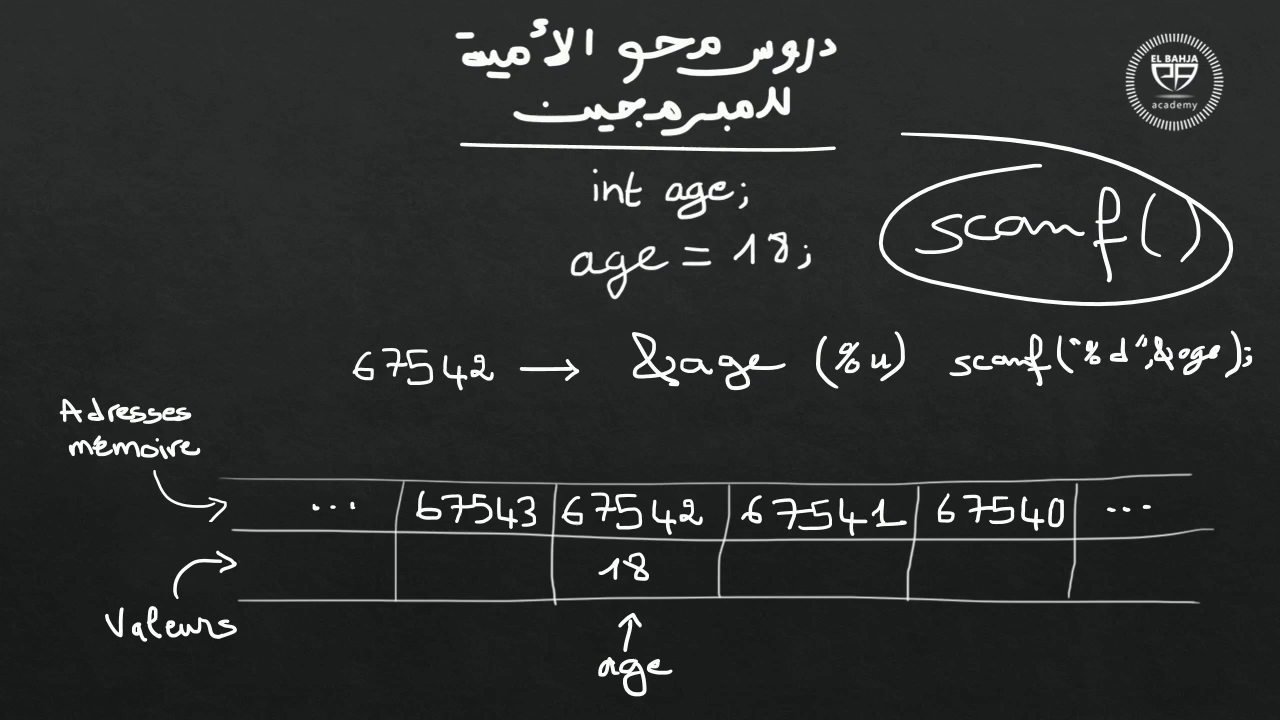 دروس محو الأمية
للمبرمجين
EL BAHJA
academy
int age;
age = 18;
scanf()
67542 → &age (%u) scanf("%d",&age);
Adresses
mémoire
... 67543 67542 67541 67540 ...
18
Valeurs
age